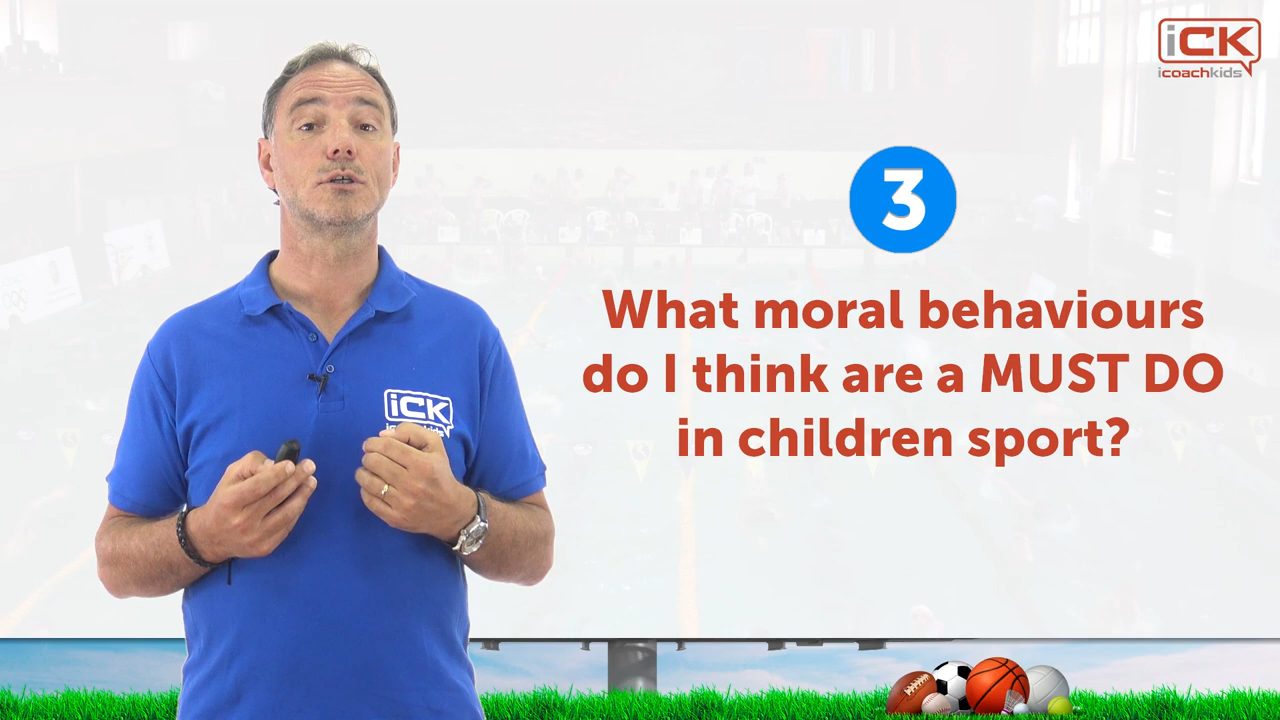 iCK
icoachkids
3
What moral behaviours
do I think are a MUST DO
in children sport?
iCK